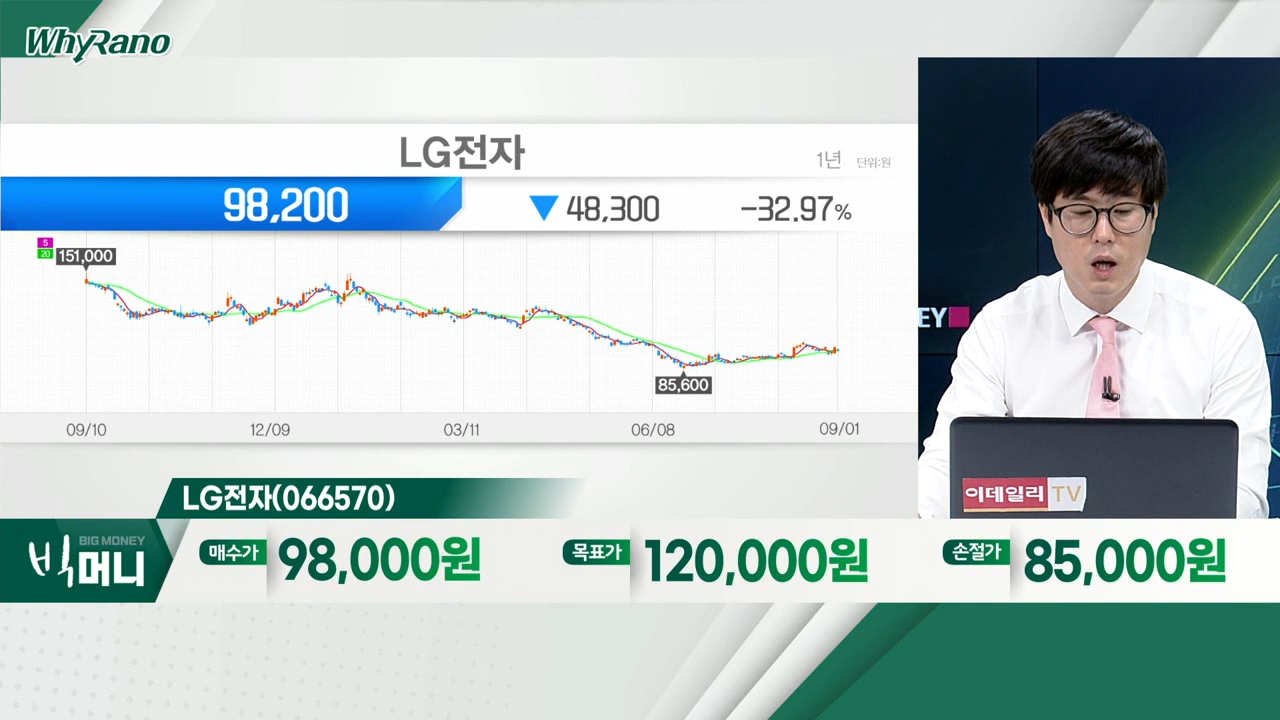 WhyRano
LG전자
1년 단위:원
98,200 ▼ 48,300 -32.97%
5
20
151,000
85,600
09/10 12/09 03/11 06/08 09/01
EY
이데일리 TV
LG전자(066570)
BIG MONEY
빅머니
매수가 98,000원 목표가 120,000원 손절가 85,000원